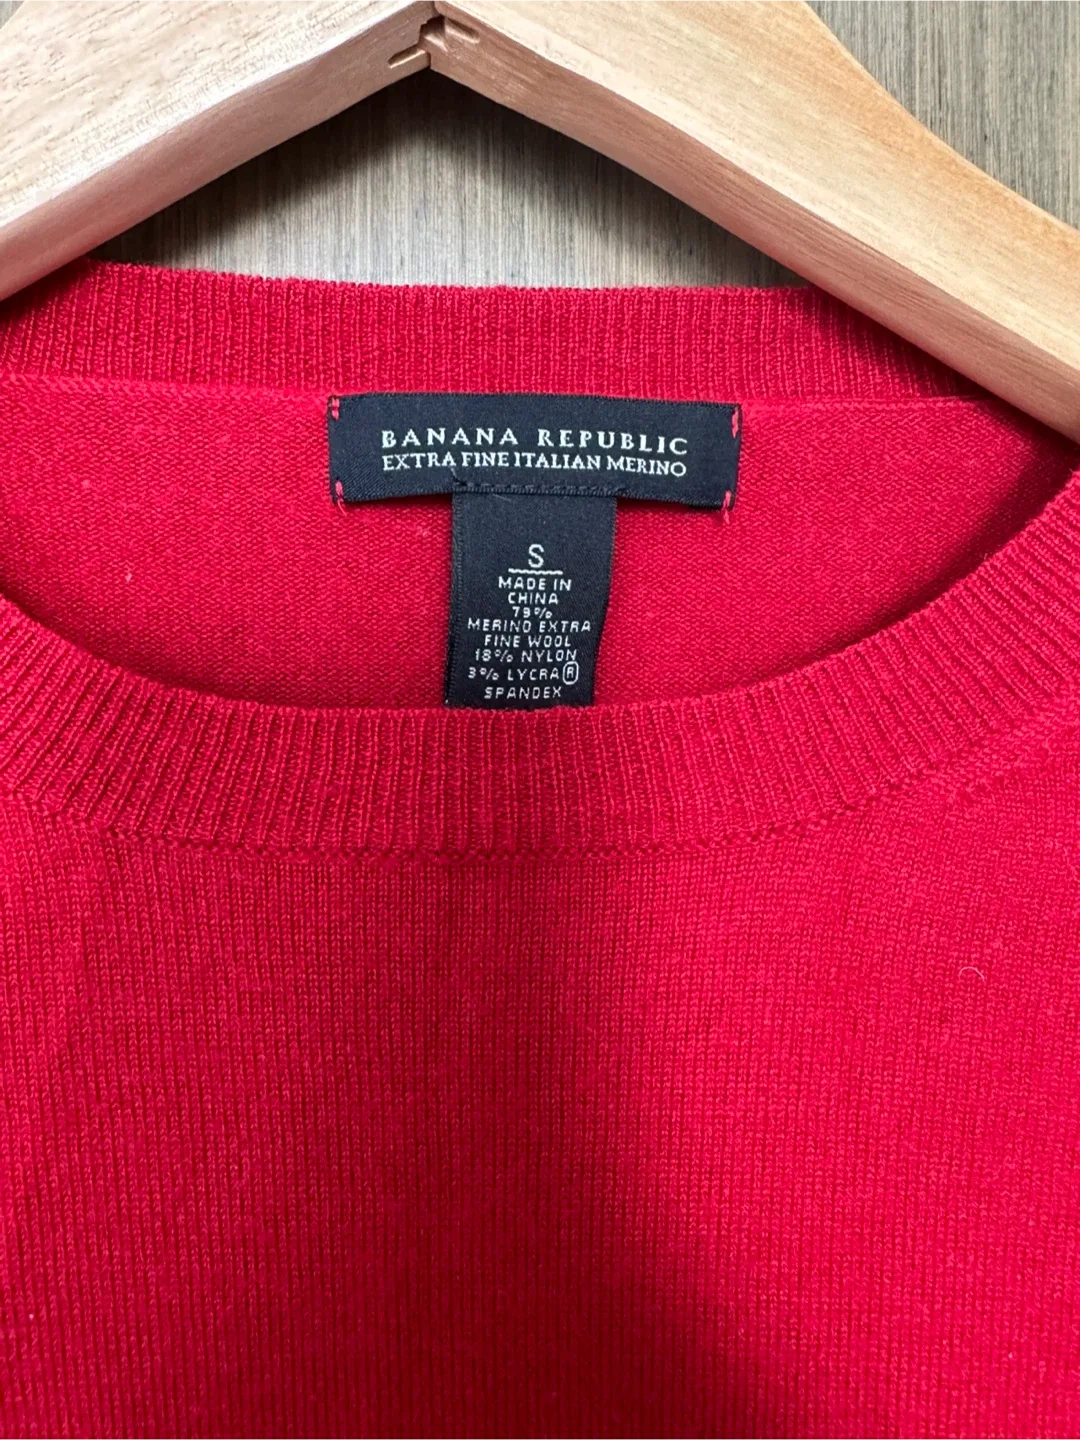 BANANA REPUBLIC
EXTRA FINE ITALIAN MERINO
S
MADE IN
CHINA
79%
MERINO EXTRA
FINE WOOL
18% NYLON
3% LYCRA®
SPANDEX